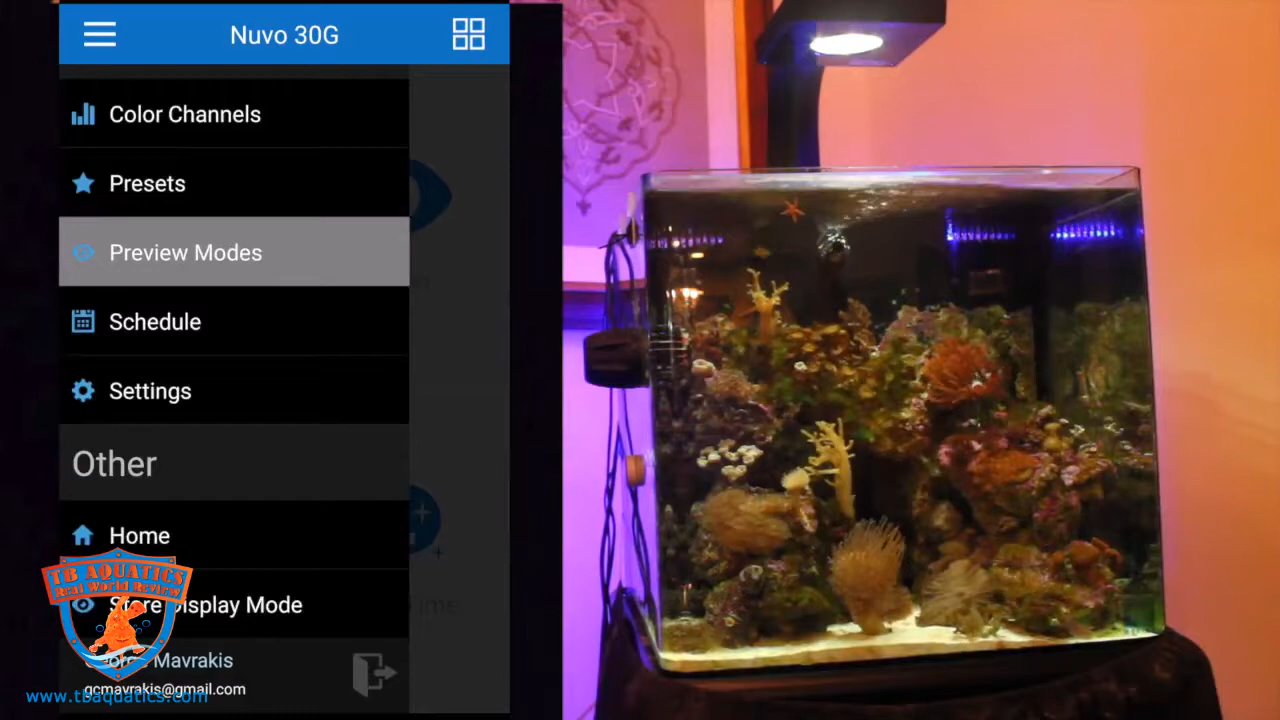 Nuvo 30G
Color Channels
Presets
Preview Modes
Schedule
Settings
Other
Home
Display Mode
Time
Mavrakis
gcmavrakis@gmail.com
TB AQUATICS
Real World Review
www.tbaquatics.com